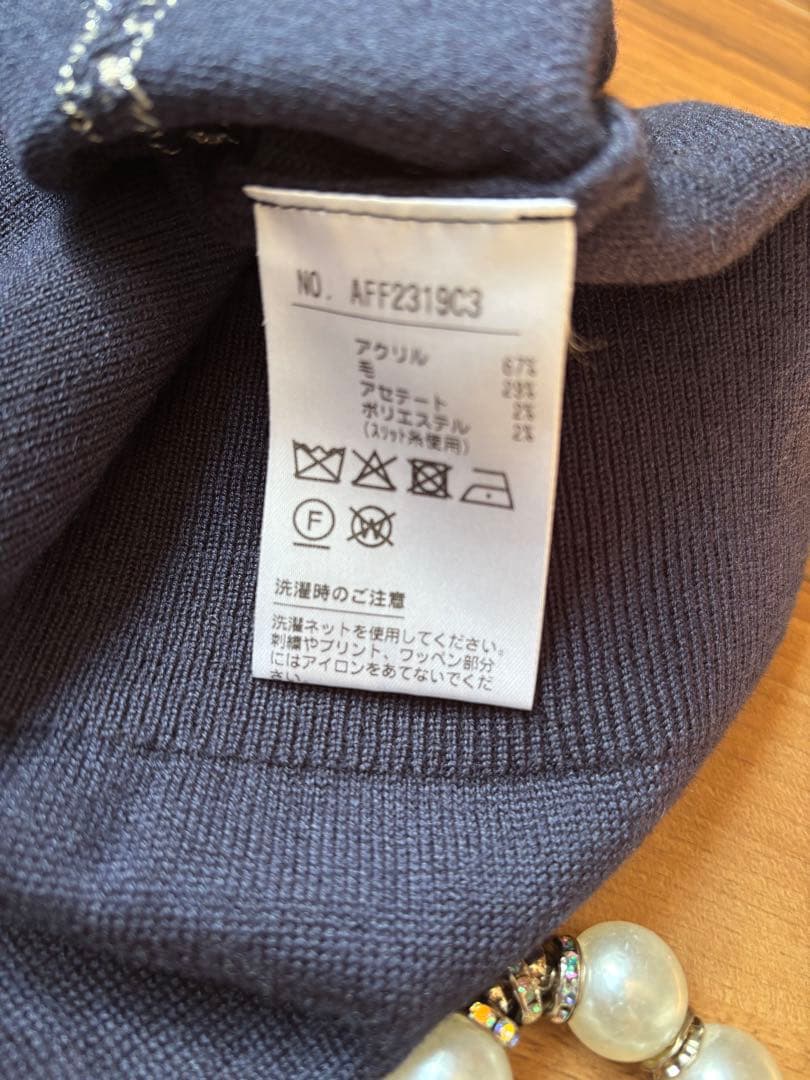 NO. AFF2319C3
アクリル 67%
毛 29%
アセテート 2%
ポリエステル 2%
(スリット糸使用)
F W
洗濯時のご注意
洗濯ネットを使用してください。
刺繍やプリント、ワッペン部分
にはアイロンをあてないでくだ
さい